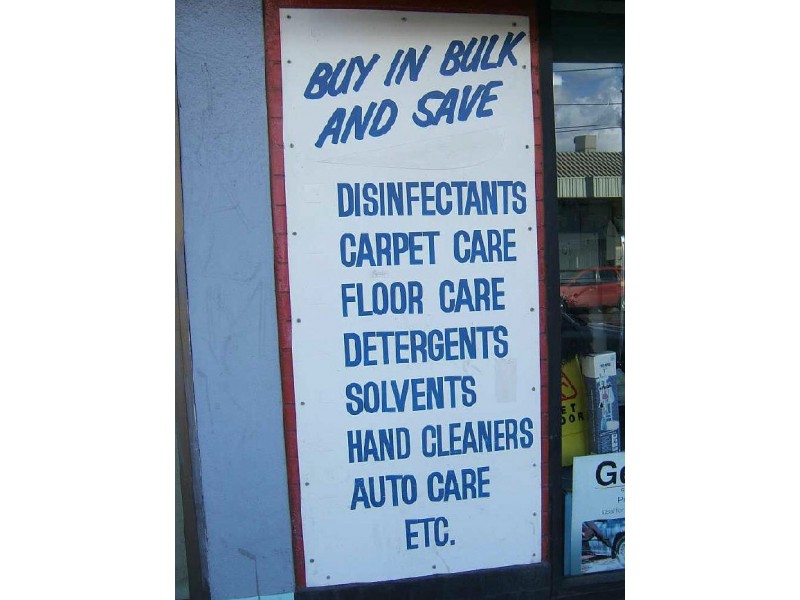 BUY IN BULK
AND SAVE
DISINFECTANTS
CARPET CARE
FLOOR CARE
DETERGENTS
SOLVENTS
HAND CLEANERS
AUTO CARE
ETC.